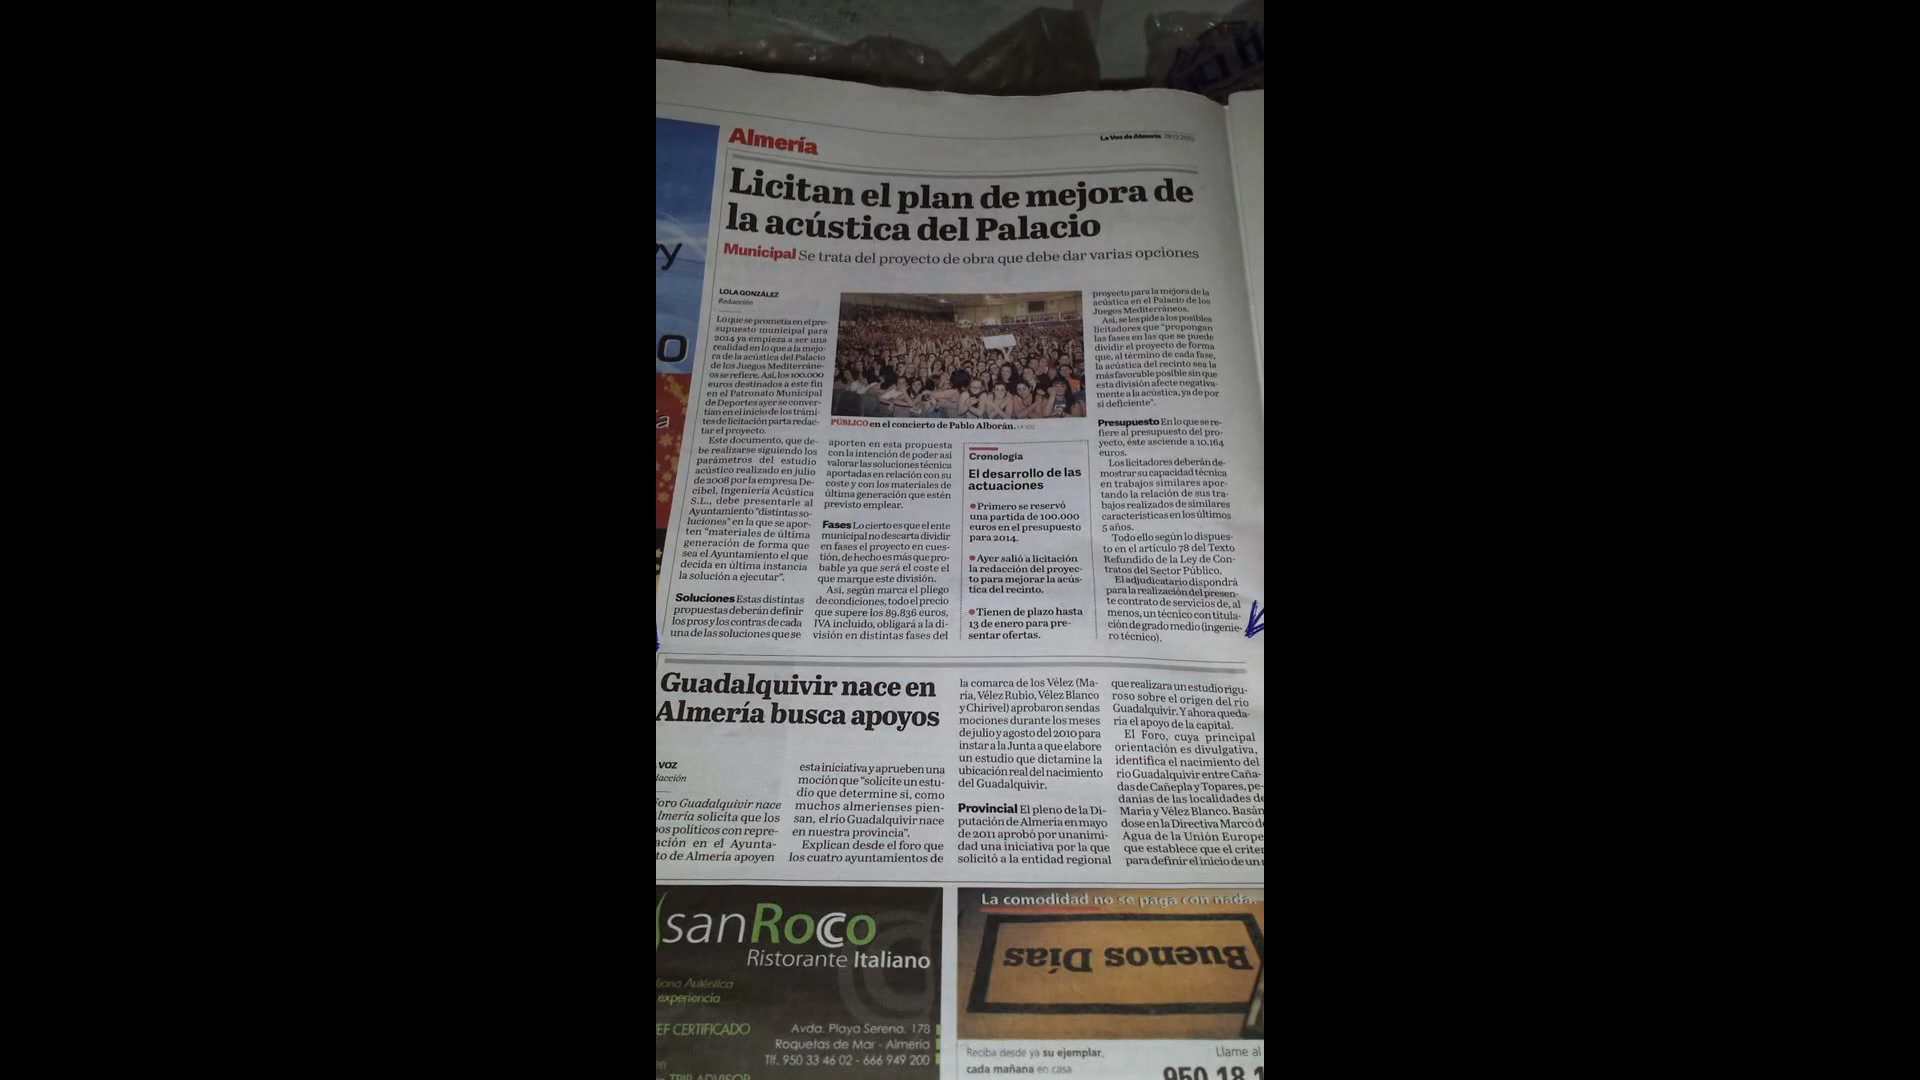 Almería
La Voz de Almería
Licitan el plan de mejora de
la acústica del Palacio
Municipal Se trata del proyecto de obra que debe dar varias opciones
LOLA GONZÁLEZ
Redacción
Lo que se prometía en el pre-
supuesto municipal para
2014 ya empieza a ser una
realidad en lo que a la mejo-
ra de la acústica del Palacio
de los Juegos Mediterráne-
os se refiere. Así, los 100.000
euros destinados a este fin
en el Patronato Municipal
de Deportes ayer se conver-
tían en el inicio de los trámi-
tes de licitación parta redac-
tar el proyecto.
Este documento, que de-
be realizarse siguiendo los
parámetros del estudio
acústico realizado en julio
de 2008 por la empresa De-
cibel, Ingeniería Acústica
S.L., debe presentarle al
Ayuntamiento "distintas so-
luciones" en la que se apor-
ten "materiales de última
generación de forma que
sea el Ayuntamiento el que
decida en última instancia
la solución a ejecutar".
Soluciones Estas distintas
propuestas deberán definir
los pros y los contras de cada
una de las soluciones que se
PÚBLICO en el concierto de Pablo Alborán. LA VOZ
aporten en esta propuesta
con la intención de poder así
valorar las soluciones técnica
aportadas en relación con su
coste y con los materiales de
última generación que estén
previsto emplear.
Fases Lo cierto es que el ente
municipal no descarta dividir
en fases el proyecto en cues-
tión, de hecho es más que pro-
bable ya que será el coste el
que marque esta división.
Así, según marca el pliego
de condiciones, todo el precio
que supere los 89.836 euros,
IVA incluido, obligará a la di-
visión en distintas fases del
Cronología
El desarrollo de las
actuaciones
Primero se reservó
una partida de 100.000
euros en el presupuesto
para 2014.
Ayer salió a licitación
la redacción del proyec-
to para mejorar la acús-
tica del recinto.
Tienen de plazo hasta
13 de enero para pre-
sentar ofertas.
proyecto para la mejora de la
acústica en el Palacio de los
Juegos Mediterráneos.
Así, se les pide a los posibles
licitadores que "propongan
las fases en las que se puede
dividir el proyecto de forma
que, al término de cada fase,
la acústica del recinto sea la
más favorable posible sin que
esta división afecte negativa-
mente a la acústica, ya de por
sí deficiente".
Presupuesto En lo que se re-
fiere al presupuesto del pro-
yecto, éste asciende a 10.164
euros.
Los licitadores deberán de-
mostrar su capacidad técnica
en trabajos similares apor-
tando la relación de sus tra-
bajos realizados de similares
características en los últimos
5 años.
Todo ello según lo dispues-
to en el artículo 78 del Texto
Refundido de la Ley de Con-
tratos del Sector Público.
El adjudicatario dispondrá
para la realización del presen-
te contrato de servicios de, al
menos, un técnico con titula-
ción de grado medio (ingenie-
ro técnico).
Guadalquivir nace en
Almería busca apoyos
VOZ
dacción
Foro Guadalquivir nace
lmería solicita que los
os políticos con repre-
ación en el Ayunta-
to de Almería apoyen
esta iniciativa y aprueben una
moción que "solicite un estu-
dio que determine si, como
muchos almerienses pien-
san, el río Guadalquivir nace
en nuestra provincia".
Explican desde el foro que
los cuatro ayuntamientos de
la comarca de los Vélez (Ma-
ría, Vélez Rubio, Vélez Blanco
y Chirivel) aprobaron sendas
mociones durante los meses
de julio y agosto del 2010 para
instar a la Junta a que elabore
un estudio que dictamine la
ubicación real del nacimiento
del Guadalquivir.
Provincial El pleno de la Di-
putación de Almería en mayo
de 2011 aprobó por unanimi-
dad una iniciativa por la que
solicitó a la entidad regional
que realizara un estudio rigu-
roso sobre el origen del río
Guadalquivir. Y ahora queda-
ría el apoyo de la capital.
El Foro, cuya principal
orientación es divulgativa,
identifica el nacimiento del
río Guadalquivir entre Caña-
das de Cañepla y Topares, pe-
danías de las localidades de
María y Vélez Blanco. Basán
dose en la Directiva Marco de
Agua de la Unión Europe
que establece que el criter
para definir el inicio de un
sanRocco
Ristorante Italiano
liana Auténtica
experiencia
EF CERTIFICADO
Avda. Playa Serena, 178
Roquetas de Mar - Almería
Tlf. 950 33 46 02 - 666 949 200
TRIP ADVISOR
La comodidad no se paga con nada.
Buenos Días
Reciba desde ya su ejemplar,
cada mañana en casa
Llame al
950 18 1